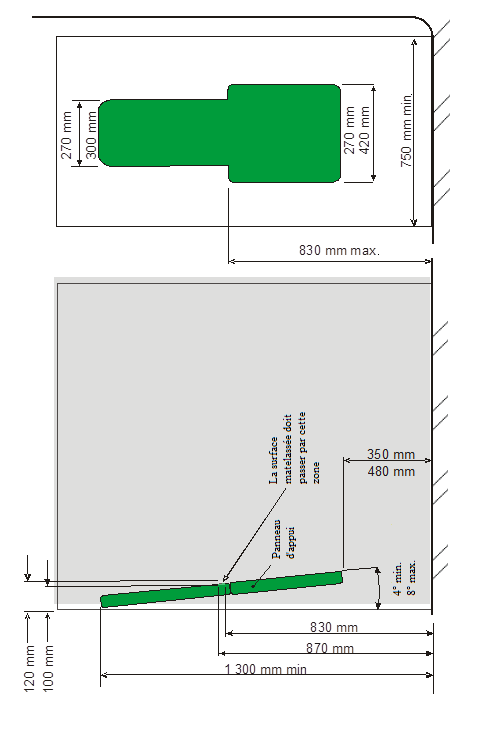 270 mm
300 mm
270 mm
420 mm
750 mm min.
830 mm max.
La surface
matelassée doit
passer par cette
zone
350 mm
480 mm
Panneau
d'appui
4° min.
8° max.
830 mm
870 mm
1 300 mm min
120 mm
100 mm